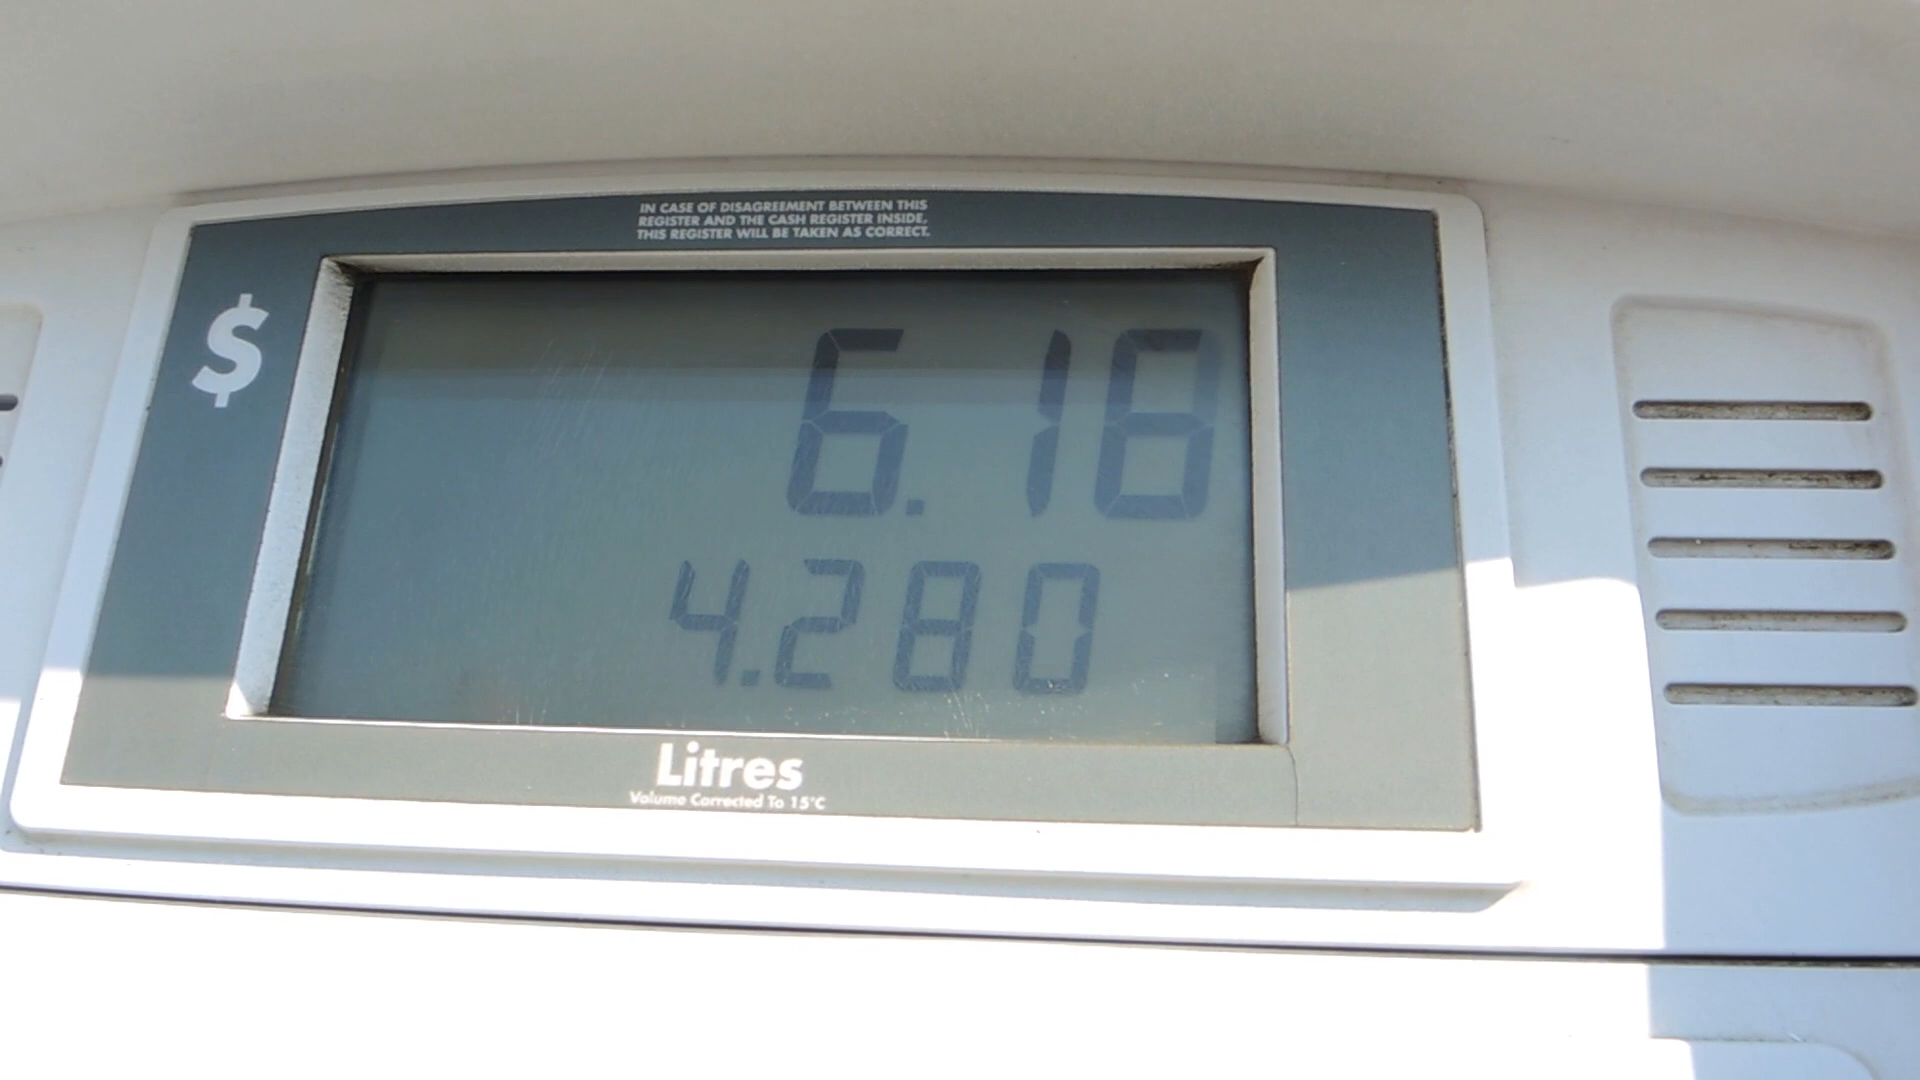 IN CASE OF DISAGREEMENT BETWEEN THIS
REGISTER AND THE CASH REGISTER INSIDE,
THIS REGISTER WILL BE TAKEN AS CORRECT.
$
6.18
4.280
Litres
Volume Corrected To 15°C